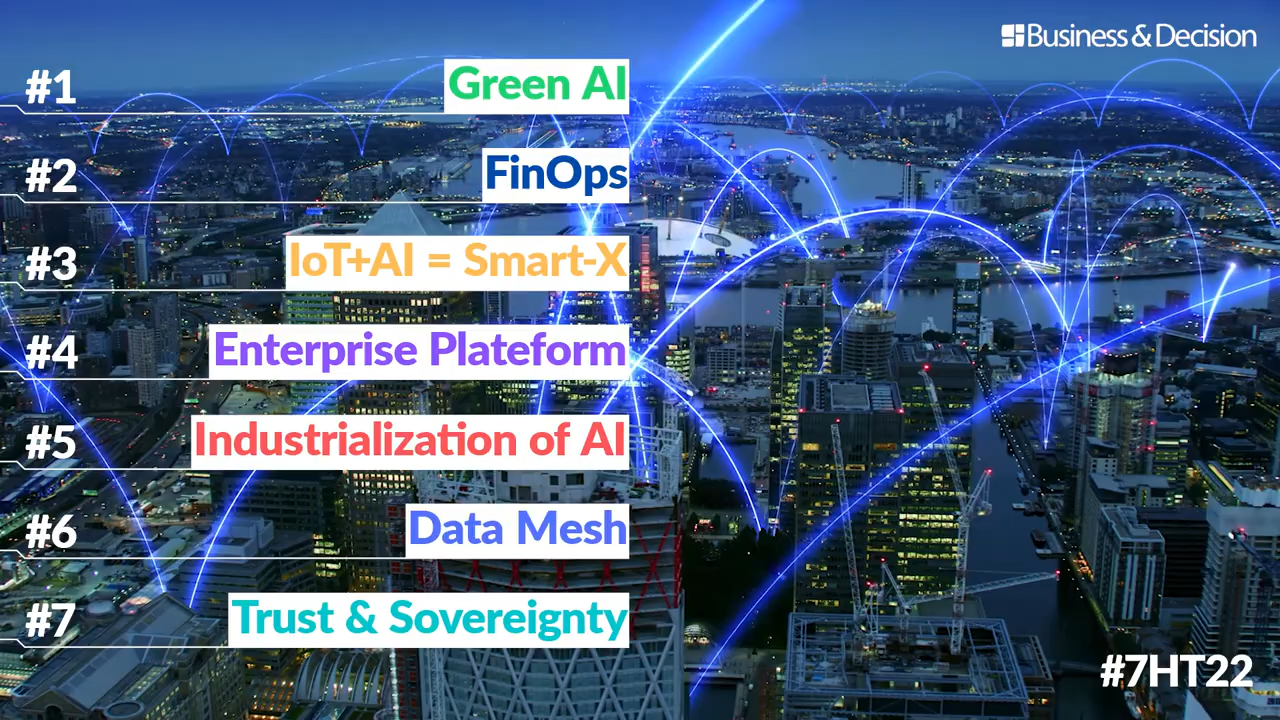 Business & Decision
#1 Green AI
#2 FinOps
#3 IoT+AI = Smart-X
#4 Enterprise Plateform
#5 Industrialization of AI
#6 Data Mesh
#7 Trust & Sovereignty
#7HT22